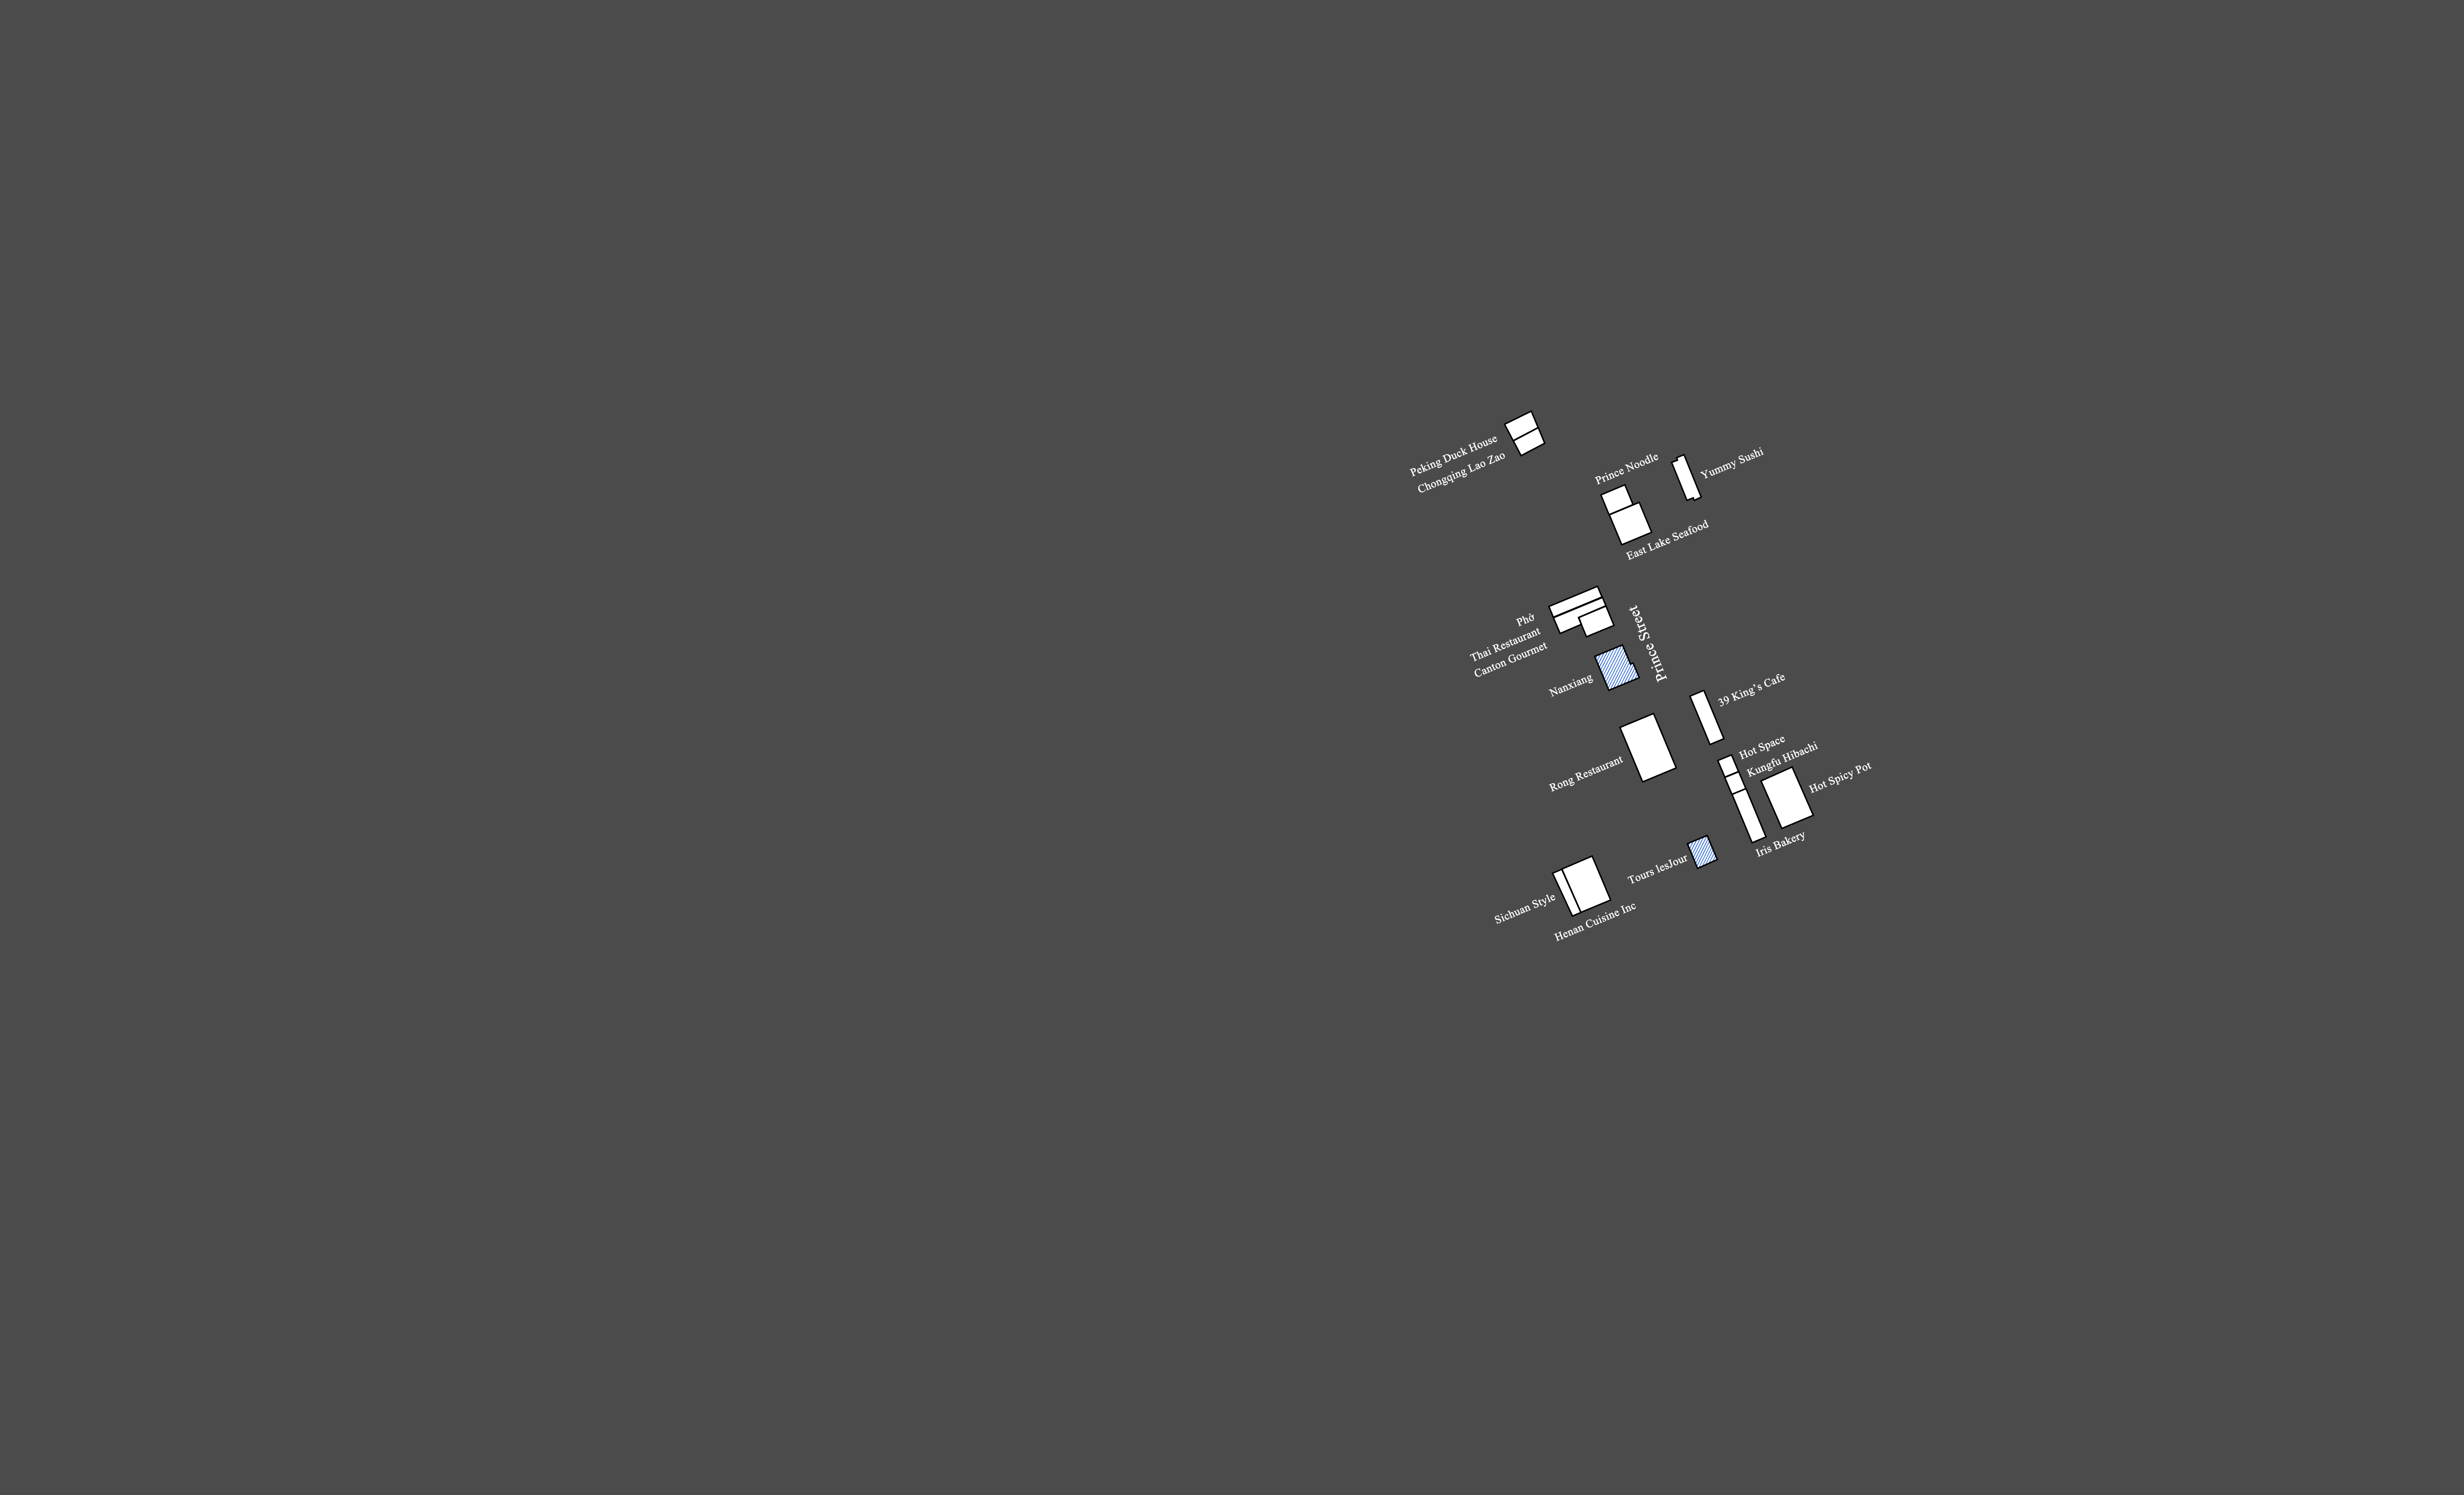 Peking Duck House
Chongqing Lao Zao
Prince Noodle
Yummy Sushi
East Lake Seafood
Phở
Thai Restaurant
Canton Gourmet
Prince Street
Nanxiang
39 King's Cafe
Rong Restaurant
Hot Space
Kungfu Hibachi
Hot Spicy Pot
Iris Bakery
Tours lesJour
Sichuan Style
Henan Cuisine Inc